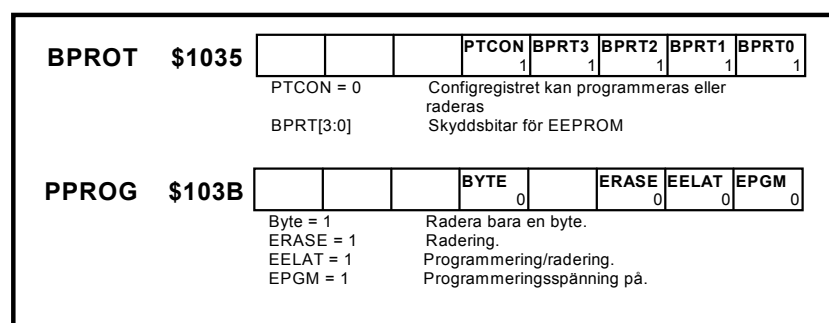 BPROT $1035 PTCON BPRT3 BPRT2 BPRT1 BPRT0
1 1 1 1 1
PTCON = 0 Configregistret kan programmeras eller
raderas
BPRT[3:0] Skyddsbitar för EEPROM
PPROG $103B BYTE ERASE EELAT EPGM
0 0 0 0
Byte = 1 Radera bara en byte.
ERASE = 1 Radering.
EELAT = 1 Programmering/radering.
EPGM = 1 Programmeringsspänning på.